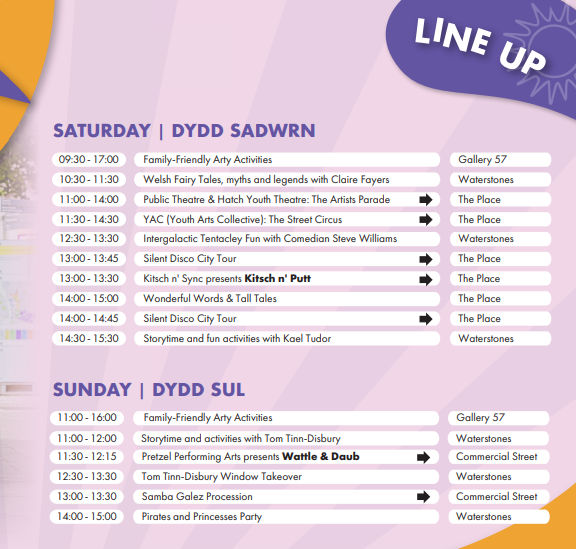 LINE UP
SATURDAY | DYDD SADWRN
09:30 - 17:00 Family-Friendly Arty Activities Gallery 57
10:30 - 11:30 Welsh Fairy Tales, myths and legends with Claire Fayers Waterstones
11:00 - 14:00 Public Theatre & Hatch Youth Theatre: The Artists Parade The Place
11:30 - 14:30 YAC (Youth Arts Collective): The Street Circus The Place
12:30 - 13:30 Intergalactic Tentacley Fun with Comedian Steve Williams Waterstones
13:00 - 13:45 Silent Disco City Tour The Place
13:00 - 13:30 Kitsch n' Sync presents Kitsch n' Putt The Place
14:00 - 15:00 Wonderful Words & Tall Tales The Place
14:00 - 14:45 Silent Disco City Tour The Place
14:30 - 15:30 Storytime and fun activities with Kael Tudor Waterstones
SUNDAY | DYDD SUL
11:00 - 16:00 Family-Friendly Arty Activities Gallery 57
11:00 - 12:00 Storytime and activities with Tom Tinn-Disbury Waterstones
11:30 - 12:15 Pretzel Performing Arts presents Wattle & Daub Commercial Street
12:30 - 13:30 Tom Tinn-Disbury Window Takeover Waterstones
13:00 - 13:30 Samba Galez Procession Commercial Street
14:00 - 15:00 Pirates and Princesses Party Waterstones